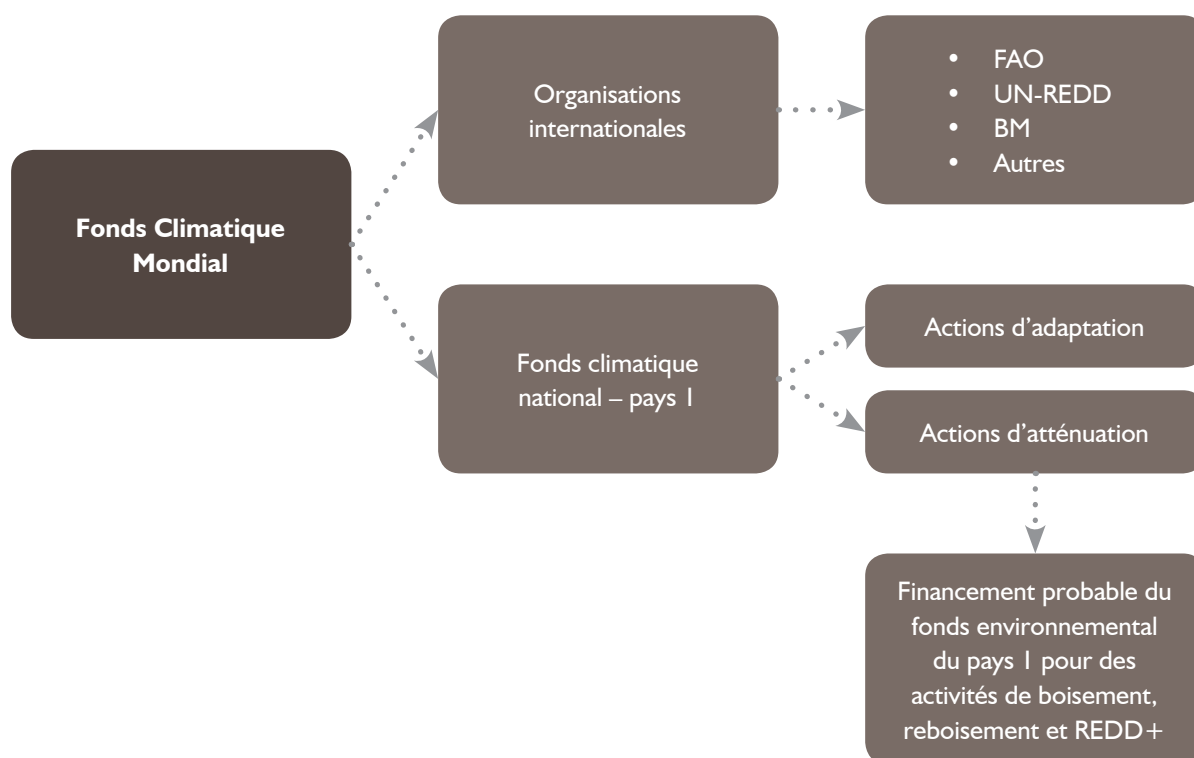 Fonds Climatique
Mondial
Organisations
internationales
• FAO
• UN-REDD
• BM
• Autres
Fonds climatique
national – pays 1
Actions d’adaptation
Actions d’atténuation
Financement probable du
fonds environnemental
du pays 1 pour des
activités de boisement,
reboisement et REDD+